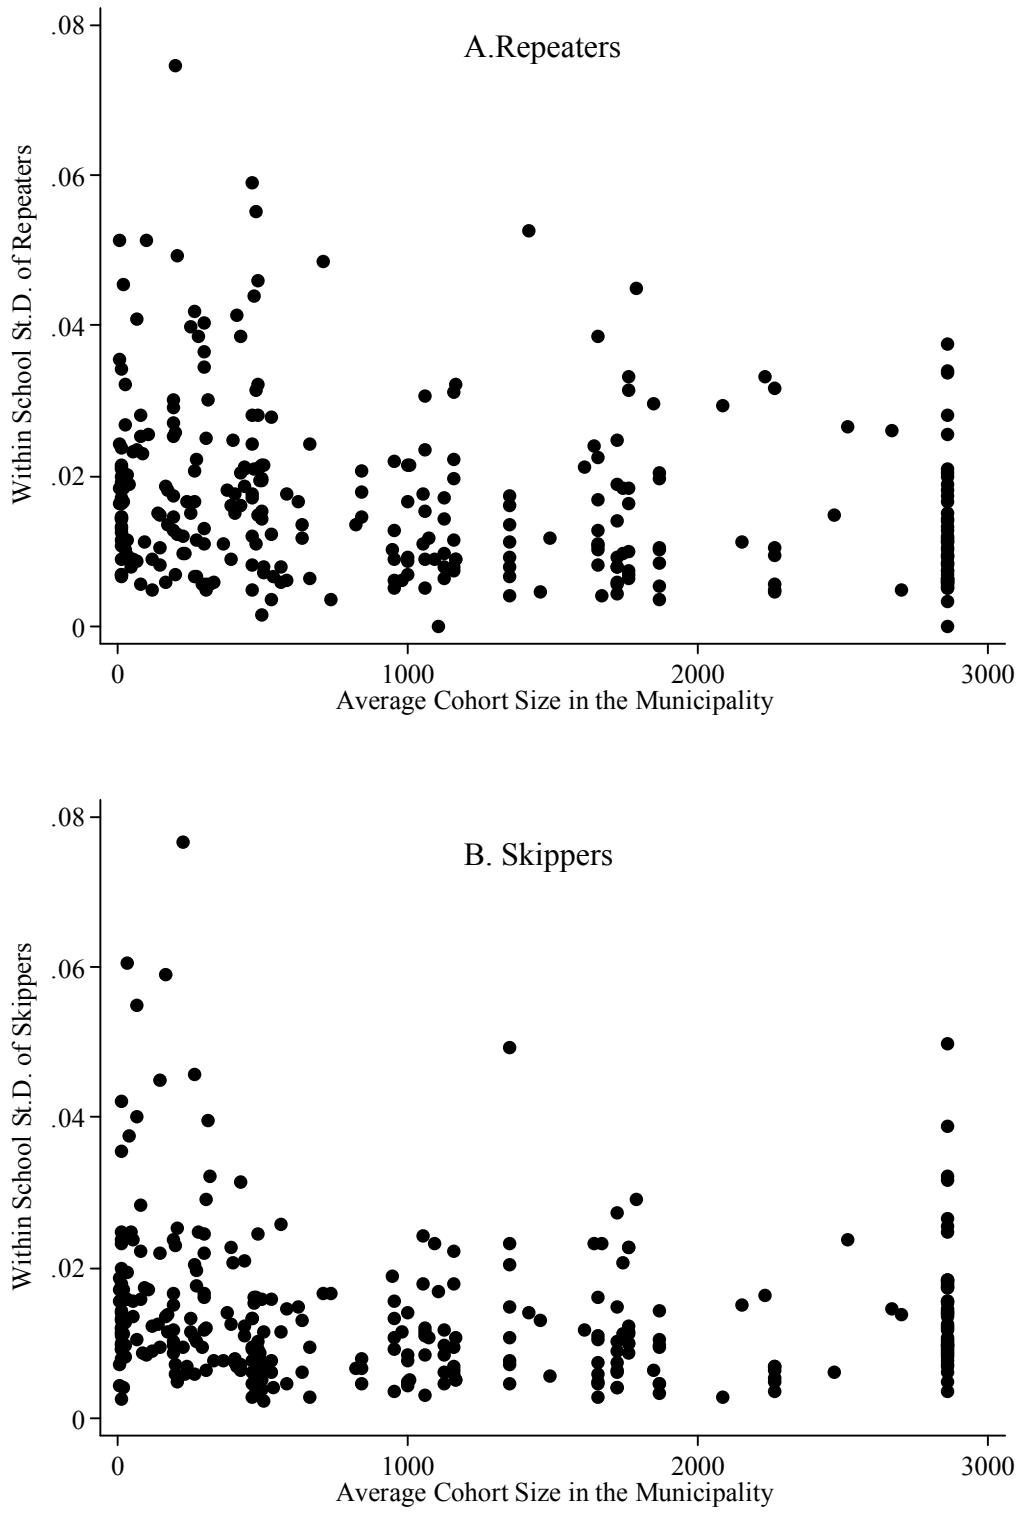 A.Repeaters
Within School St.D. of Repeaters
.08
.06
.04
.02
0
0 1000 2000 3000
Average Cohort Size in the Municipality
B. Skippers
Within School St.D. of Skippers
.08
.06
.04
.02
0
0 1000 2000 3000
Average Cohort Size in the Municipality